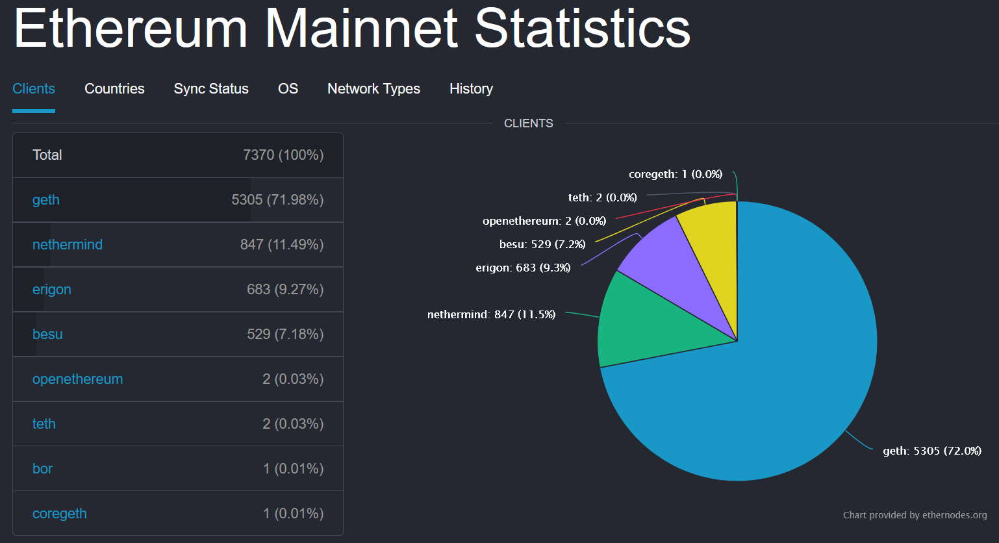 Ethereum Mainnet Statistics
Clients Countries Sync Status OS Network Types History
CLIENTS
Total 7370 (100%)
geth 5305 (71.98%)
nethermind 847 (11.49%)
erigon 683 (9.27%)
besu 529 (7.18%)
openethereum 2 (0.03%)
teth 2 (0.03%)
bor 1 (0.01%)
coregeth 1 (0.01%)
coregeth: 1 (0.0%)
teth: 2 (0.0%)
openethereum: 2 (0.0%)
besu: 529 (7.2%)
erigon: 683 (9.3%)
nethermind: 847 (11.5%)
geth: 5305 (72.0%)
Chart provided by ethernodes.org